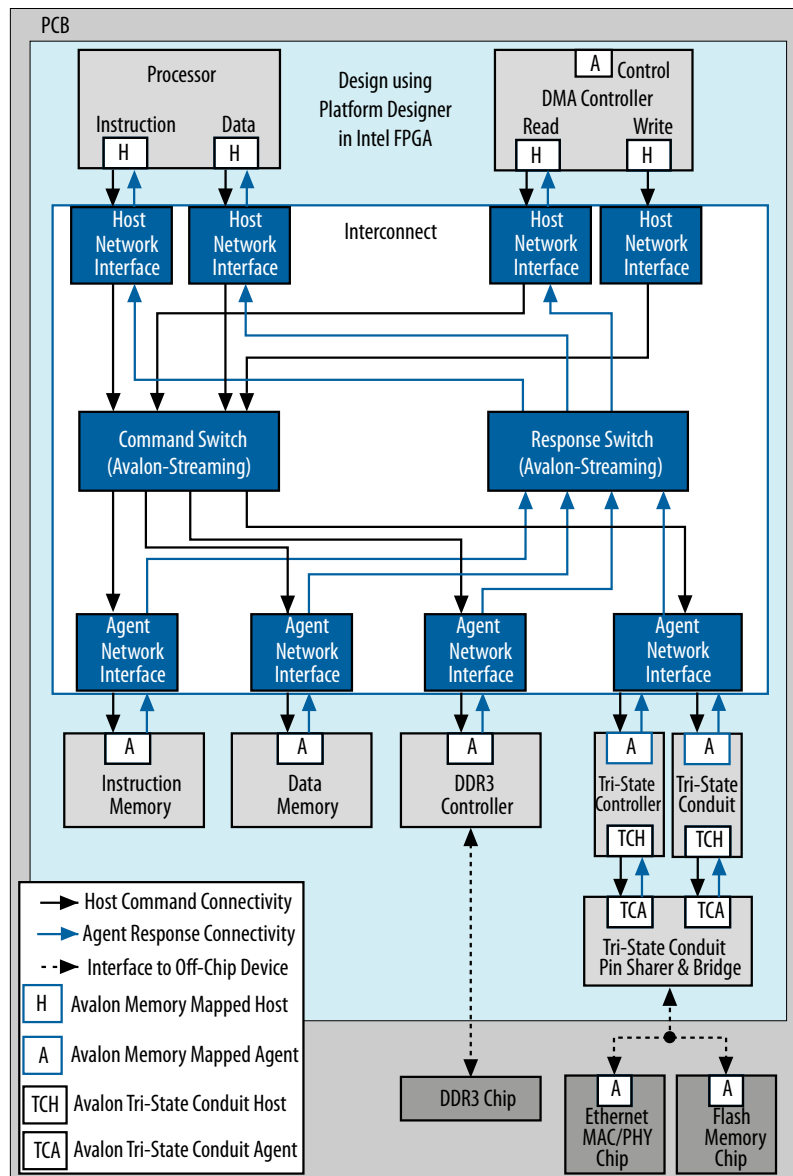 PCB
Processor
Instruction
Data
H
H
Design using
Platform Designer
in Intel FPGA
A
Control
DMA Controller
Read
Write
H
H
Host
Network
Interface
Host
Network
Interface
Interconnect
Host
Network
Interface
Host
Network
Interface
Command Switch
(Avalon-Streaming)
Response Switch
(Avalon-Streaming)
Agent
Network
Interface
Agent
Network
Interface
Agent
Network
Interface
Agent
Network
Interface
A
Instruction
Memory
A
Data
Memory
A
DDR3
Controller
A
Tri-State
Controller
TCH
A
Tri-State
Conduit
TCH
TCA
TCA
Tri-State Conduit
Pin Sharer & Bridge
Host Command Connectivity
Agent Response Connectivity
Interface to Off-Chip Device
H
Avalon Memory Mapped Host
A
Avalon Memory Mapped Agent
TCH
Avalon Tri-State Conduit Host
TCA
Avalon Tri-State Conduit Agent
DDR3 Chip
A
Ethernet
MAC/PHY
Chip
A
Flash
Memory
Chip